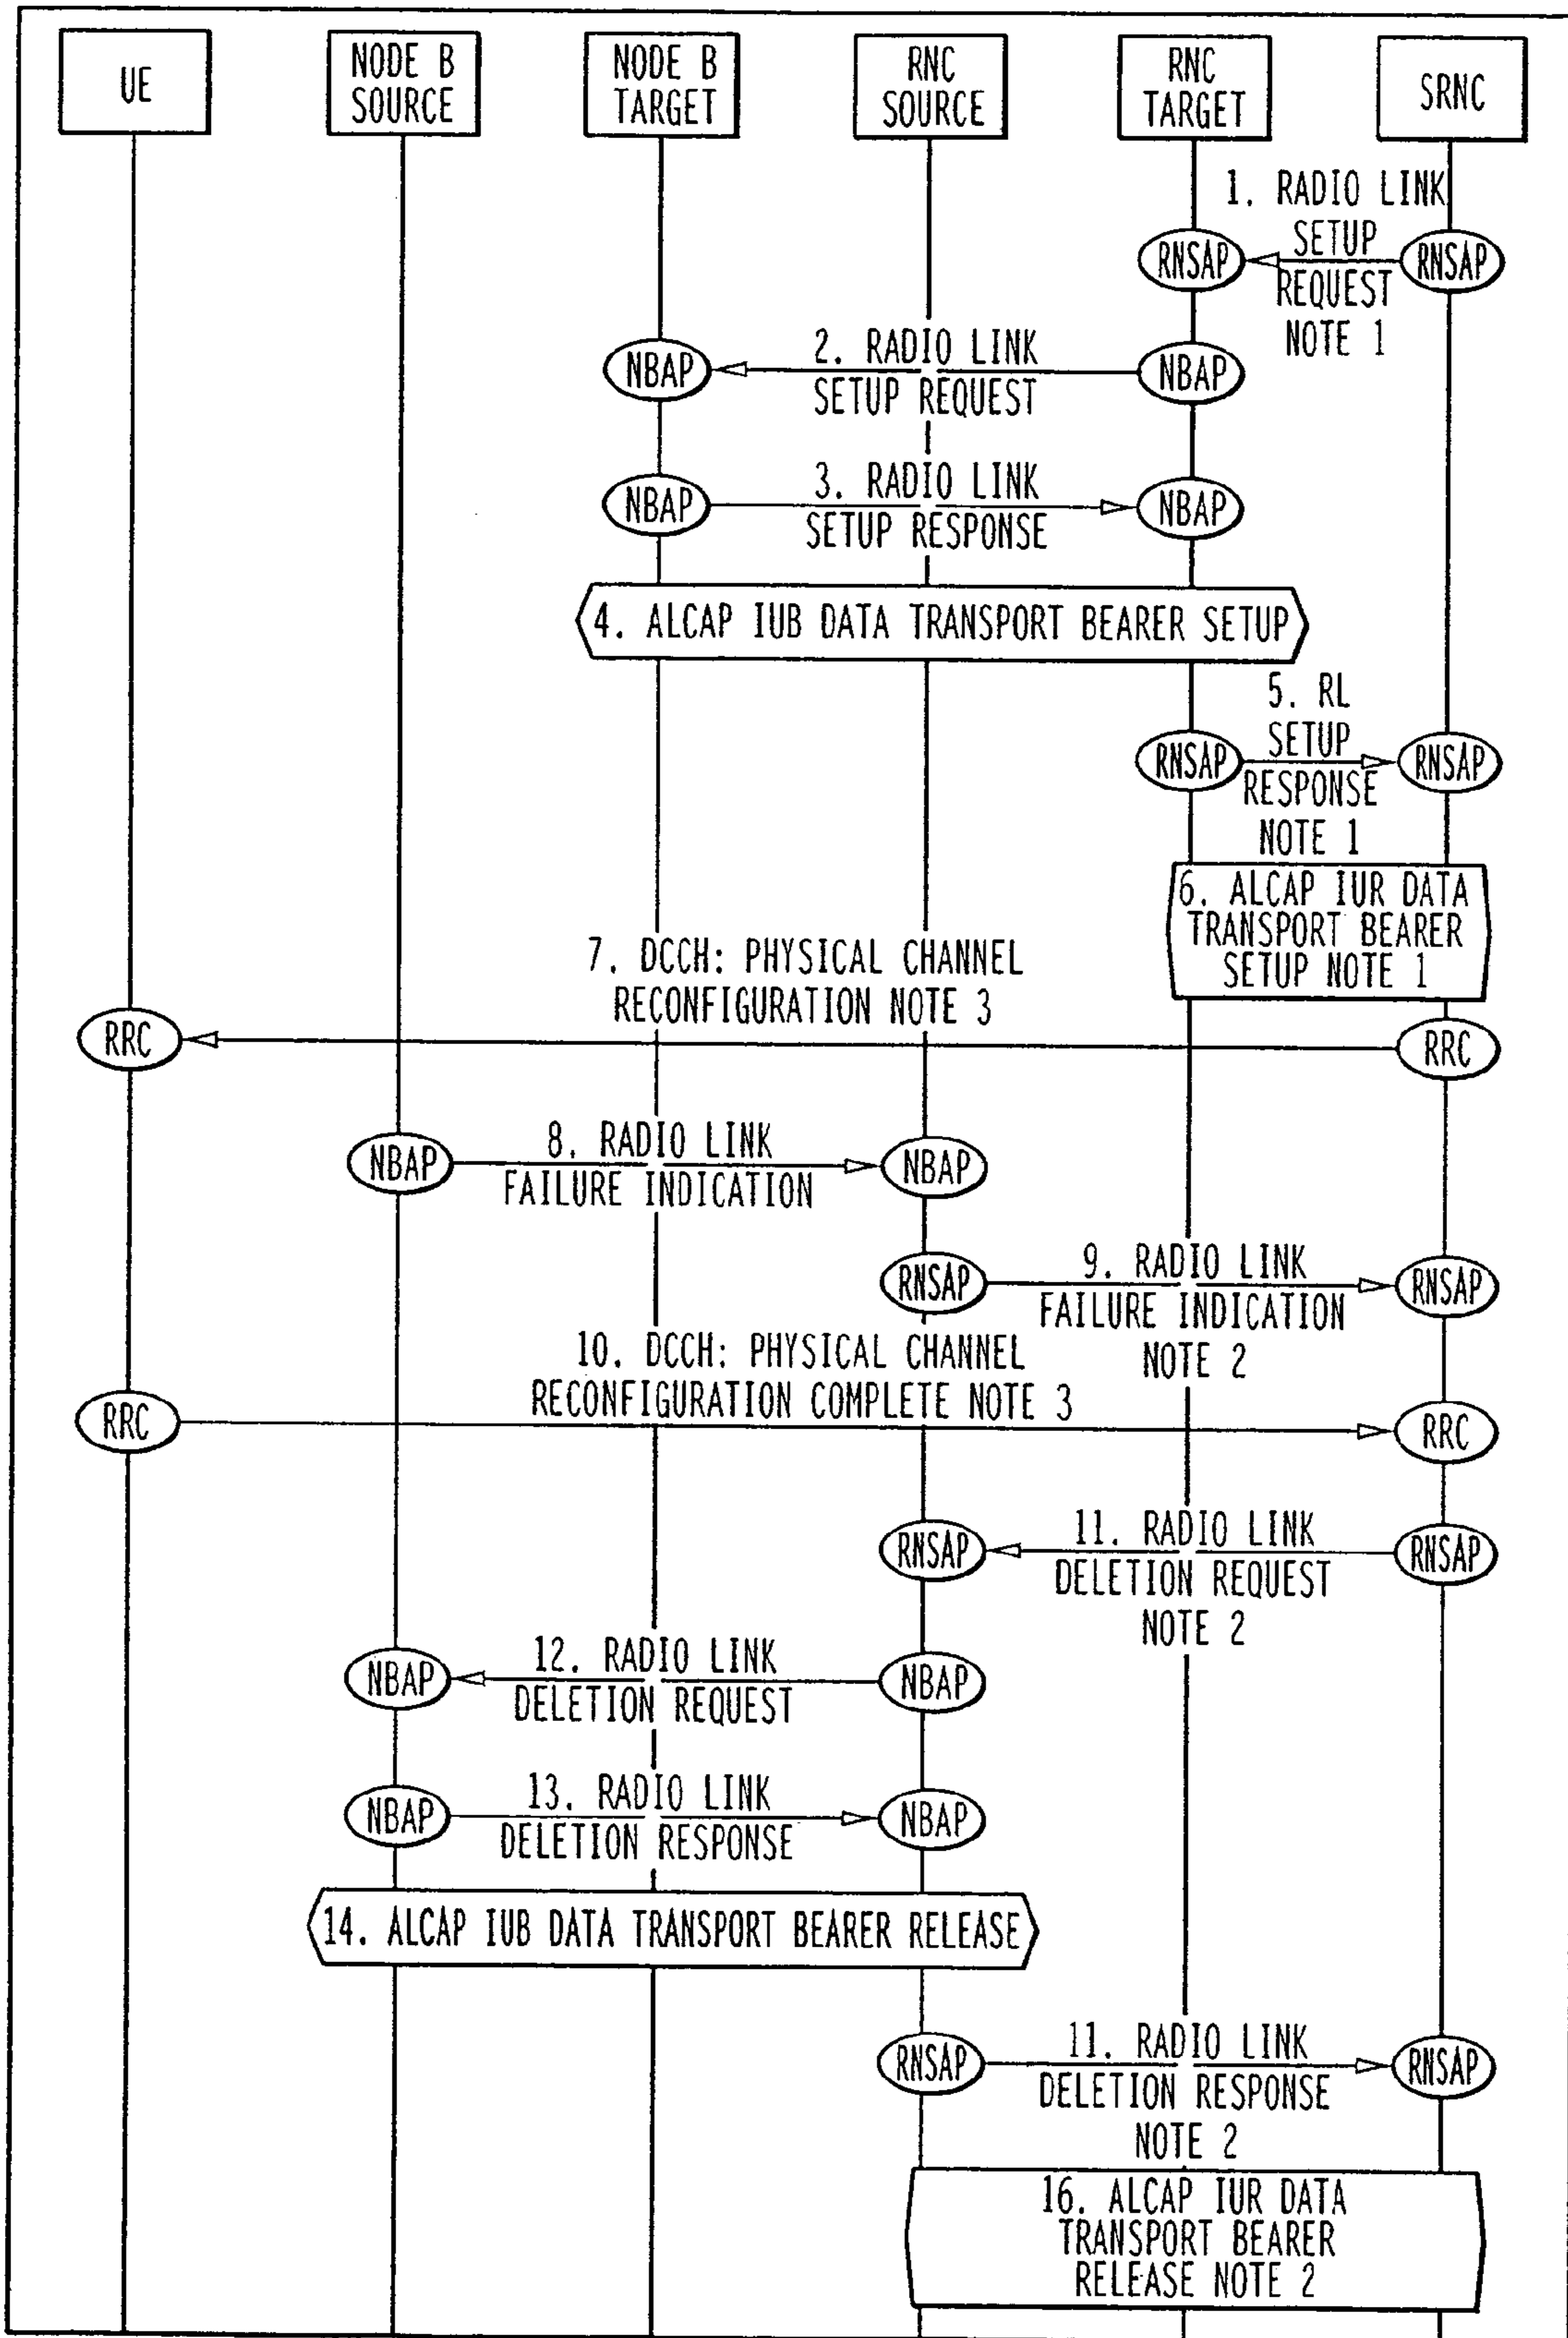 UE
NODE B
SOURCE
NODE B
TARGET
RNC
SOURCE
RNC
TARGET
SRNC
1. RADIO LINK
SETUP
REQUEST
NOTE 1
RNSAP
RNSAP
2. RADIO LINK
SETUP REQUEST
NBAP
NBAP
3. RADIO LINK
SETUP RESPONSE
NBAP
NBAP
4. ALCAP IUB DATA TRANSPORT BEARER SETUP
5. RL
SETUP
RESPONSE
NOTE 1
RNSAP
RNSAP
6. ALCAP IUR DATA
TRANSPORT BEARER
SETUP NOTE 1
7. DCCH: PHYSICAL CHANNEL
RECONFIGURATION NOTE 3
RRC
RRC
8. RADIO LINK
FAILURE INDICATION
NBAP
NBAP
9. RADIO LINK
FAILURE INDICATION
NOTE 2
RNSAP
RNSAP
10. DCCH: PHYSICAL CHANNEL
RECONFIGURATION COMPLETE NOTE 3
RRC
RRC
11. RADIO LINK
DELETION REQUEST
NOTE 2
RNSAP
RNSAP
12. RADIO LINK
DELETION REQUEST
NBAP
NBAP
13. RADIO LINK
DELETION RESPONSE
NBAP
NBAP
14. ALCAP IUB DATA TRANSPORT BEARER RELEASE
11. RADIO LINK
DELETION RESPONSE
NOTE 2
RNSAP
RNSAP
16. ALCAP IUR DATA
TRANSPORT BEARER
RELEASE NOTE 2